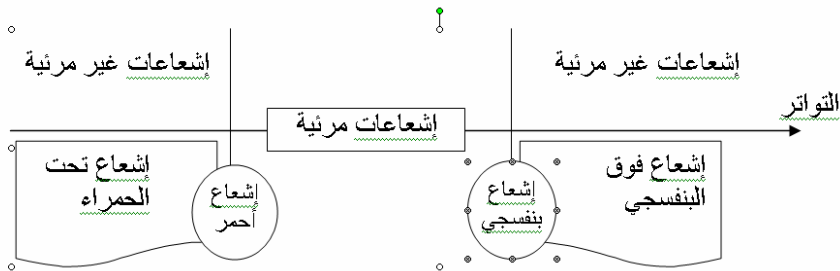 إشعاعات غير مرئية
إشعاعات غير مرئية
التواتر
إشعاعات مرئية
إشعاع فوق
البنفسجي
إشعاع
بنفسجي
إشعاع
أحمر
إشعاع تحت
الحمراء